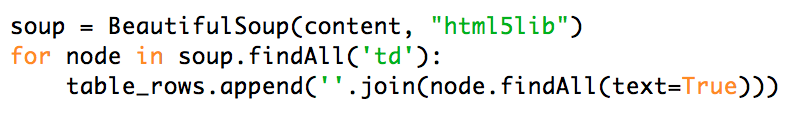 soup = BeautifulSoup(content, "html5lib")
for node in soup.findAll('td'):
    table_rows.append(''.join(node.findAll(text=True)))